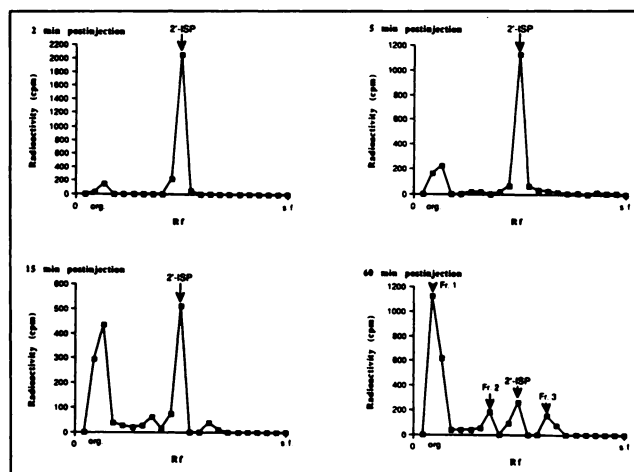 2 min postinjection
2'-ISP
Radioactivity (cpm)
2200
2000
1800
1600
1400
1200
1000
800
600
400
200
0
0 org. s f
Rf
5 min postinjection
2'-ISP
Radioactivity (cpm)
1200
1000
800
600
400
200
0
0 org. s f
Rf
15 min postinjection
2'-ISP
Radioactivity (cpm)
600
500
400
300
200
100
0
0 org. s f
Rf
60 min postinjection
Fr. 1
Fr. 2
2'-ISP
Fr. 3
Radioactivity (cpm)
1200
1000
800
600
400
200
0
0 org. s f
Rf